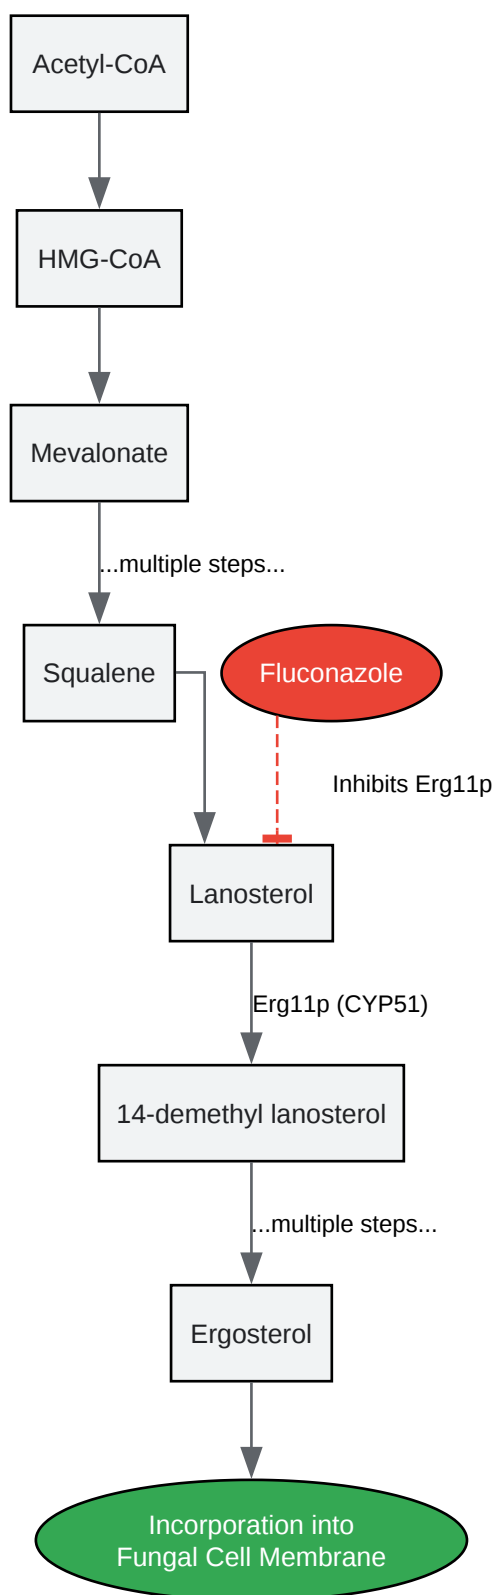 Acetyl-CoA
HMG-CoA
Mevalonate
...multiple steps...
Squalene
Fluconazole
Inhibits Erg11p
Lanosterol
Erg11p (CYP51)
14-demethyl lanosterol
...multiple steps...
Ergosterol
Incorporation into
Fungal Cell Membrane